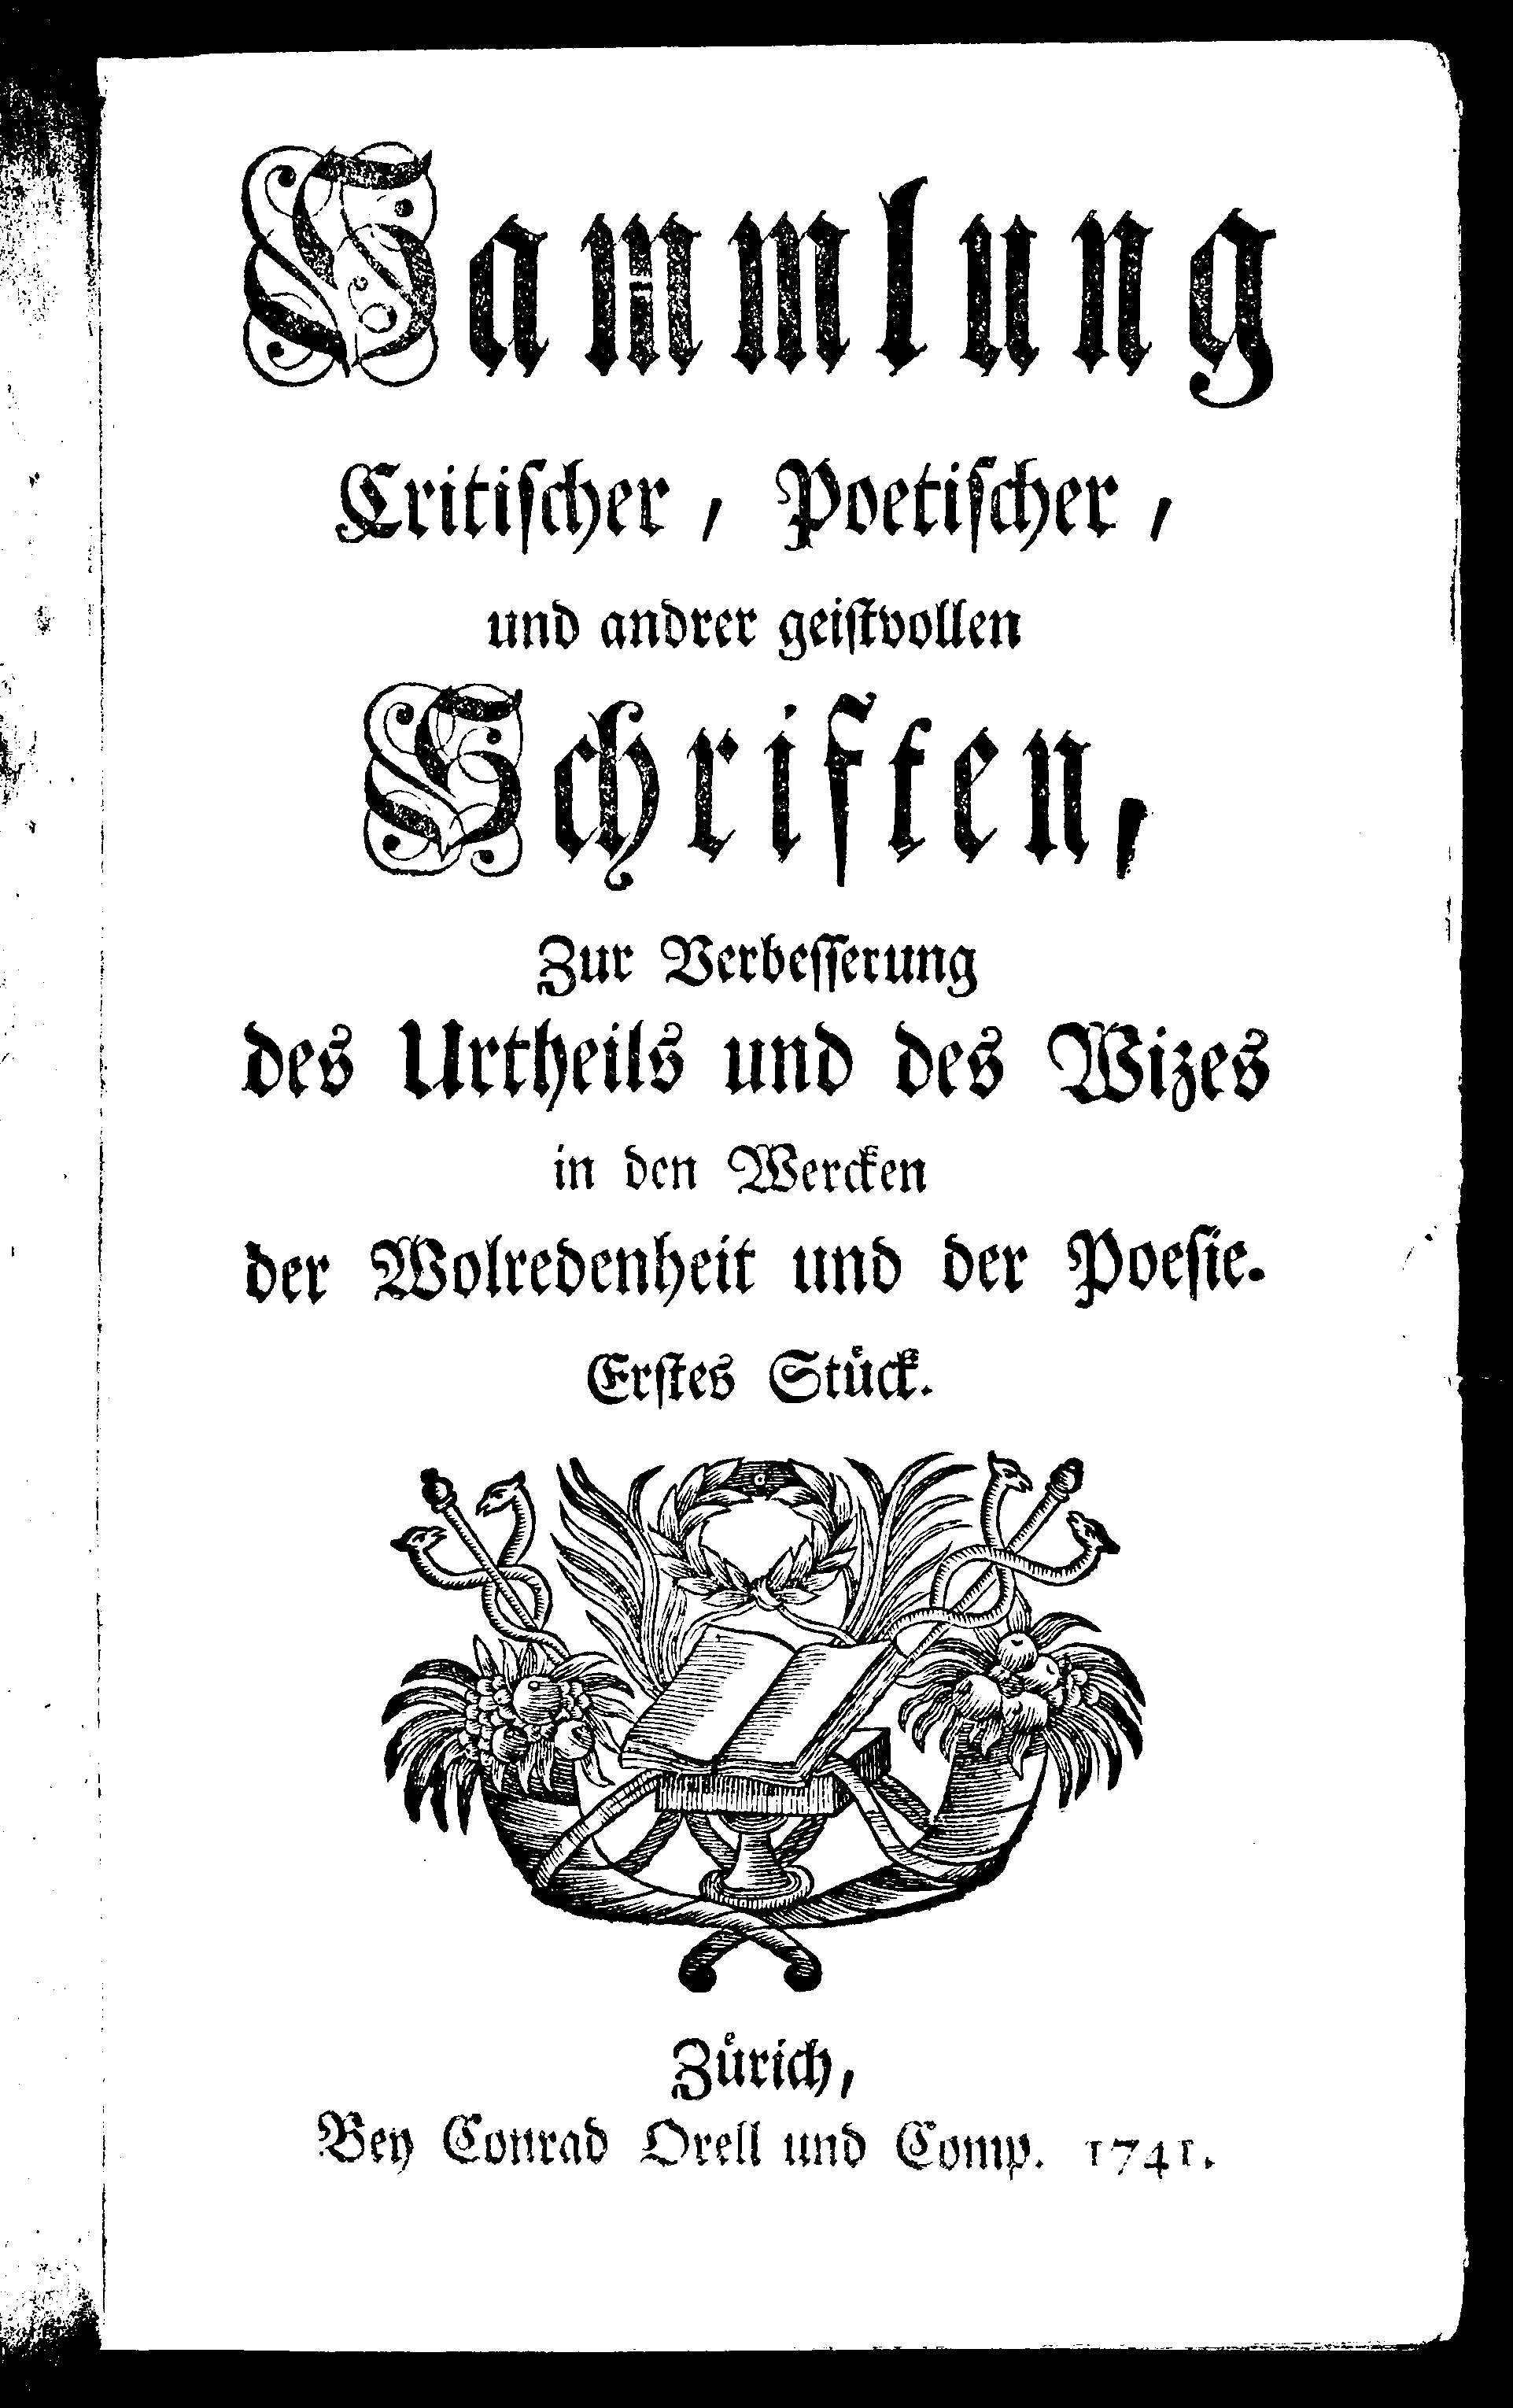 Sammlung
Critischer, Poetischer,
und andrer geistvollen
Schriften,
Zur Verbesserung
des Urtheils und des Wizes
in den Wercken
der Wolredenheit und der Poesie.
Erstes Stück.
Zürich,
Bey Conrad Orell und Comp. 1741.